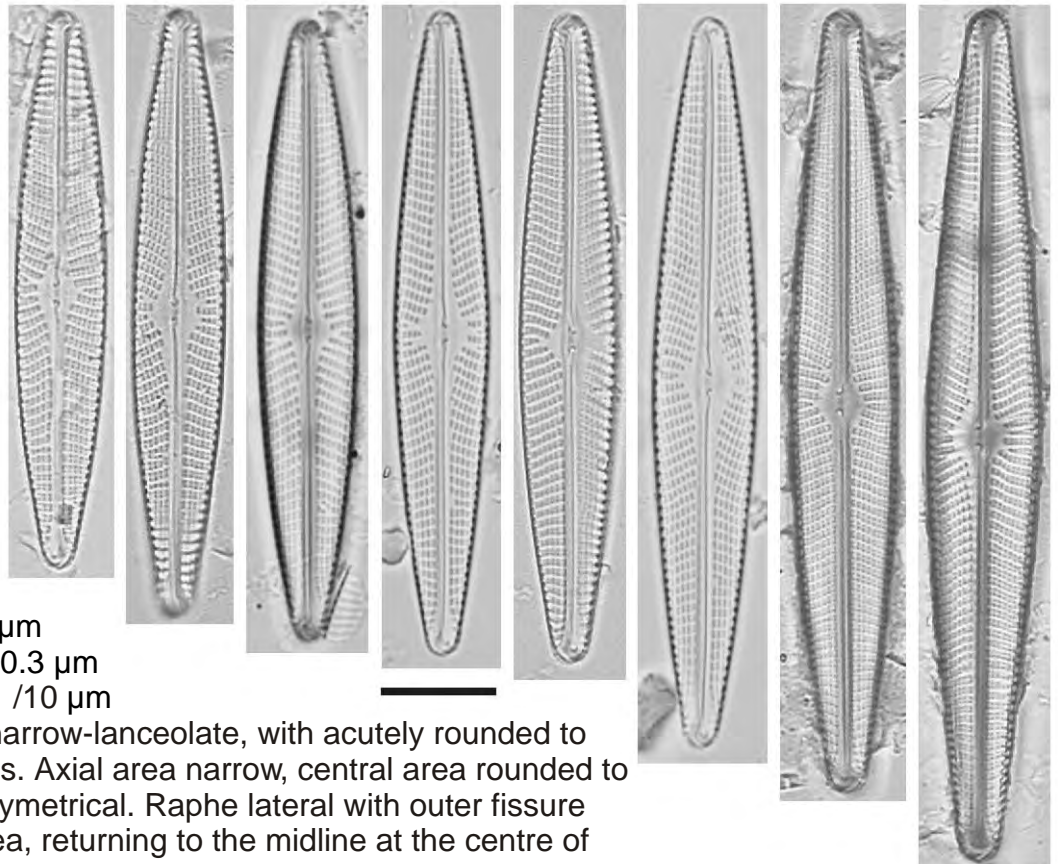 µm
0.3 µm
/10 µm
narrow-lanceolate, with acutely rounded to
s. Axial area narrow, central area rounded to
ymetrical. Raphe lateral with outer fissure
ea, returning to the midline at the centre of